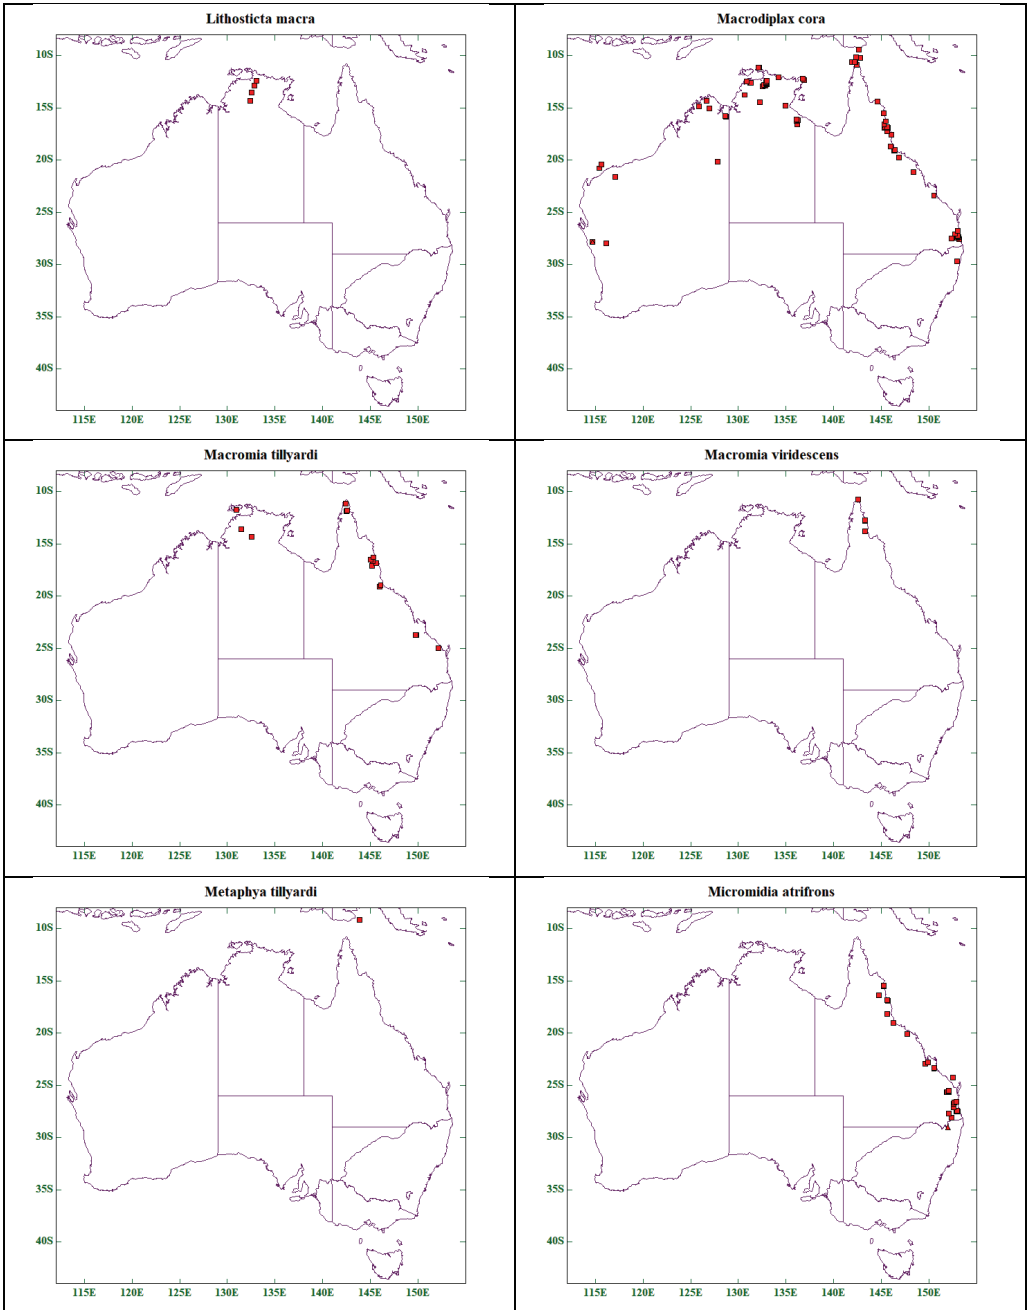 Lithosticta macra
10S
15S
20S
25S
30S
35S
40S
115E 120E 125E 130E 135E 140E 145E 150E
Macrodiplax cora
10S
15S
20S
25S
30S
35S
40S
115E 120E 125E 130E 135E 140E 145E 150E
Macromia tillyardi
10S
15S
20S
25S
30S
35S
40S
115E 120E 125E 130E 135E 140E 145E 150E
Macromia viridescens
10S
15S
20S
25S
30S
35S
40S
115E 120E 125E 130E 135E 140E 145E 150E
Metaphya tillyardi
10S
15S
20S
25S
30S
35S
40S
115E 120E 125E 130E 135E 140E 145E 150E
Micromidia atrifrons
10S
15S
20S
25S
30S
35S
40S
115E 120E 125E 130E 135E 140E 145E 150E